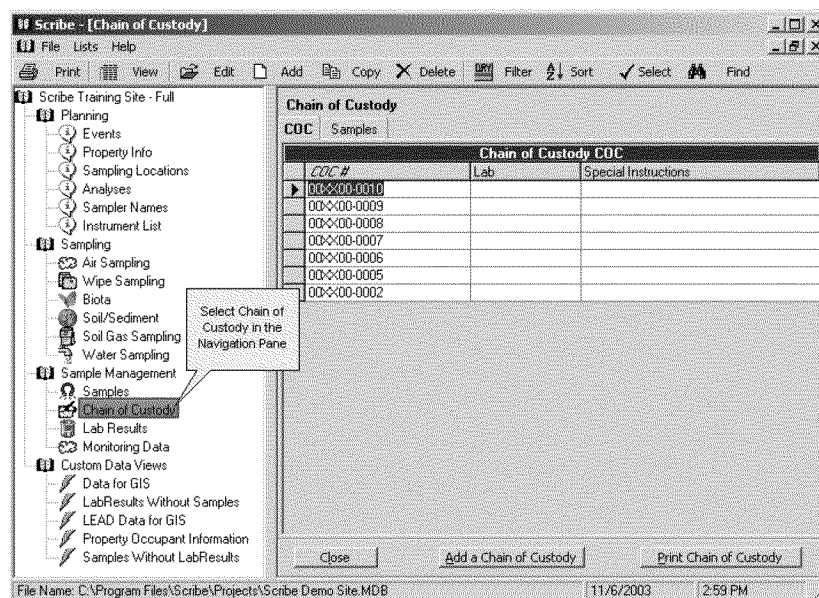 Scribe - [Chain of Custody]
File Lists Help
Print View Edit Add Copy Delete Filter Sort Select Find
Scribe Training Site - Full
Planning
Events
Property Info
Sampling Locations
Analyses
Sampler Names
Instrument List
Sampling
Air Sampling
Wipe Sampling
Biota
Soil/Sediment
Soil Gas Sampling
Water Sampling
Sample Management
Samples
Chain of Custody
Lab Results
Monitoring Data
Custom Data Views
Data for GIS
LabResults Without Samples
LEAD Data for GIS
Property Occupant Information
Samples Without LabResults
Select Chain of
Custody in the
Navigation Pane
Chain of Custody
COC Samples
Chain of Custody COC
COC # Lab Special Instructions
00XX00-0010
00XX00-0009
00XX00-0008
00XX00-0007
00XX00-0006
00XX00-0005
00XX00-0002
Close Add a Chain of Custody Print Chain of Custody
File Name: C:\Program Files\Scribe\Projects\Scribe Demo Site.MDB 11/6/2003 2:59 PM